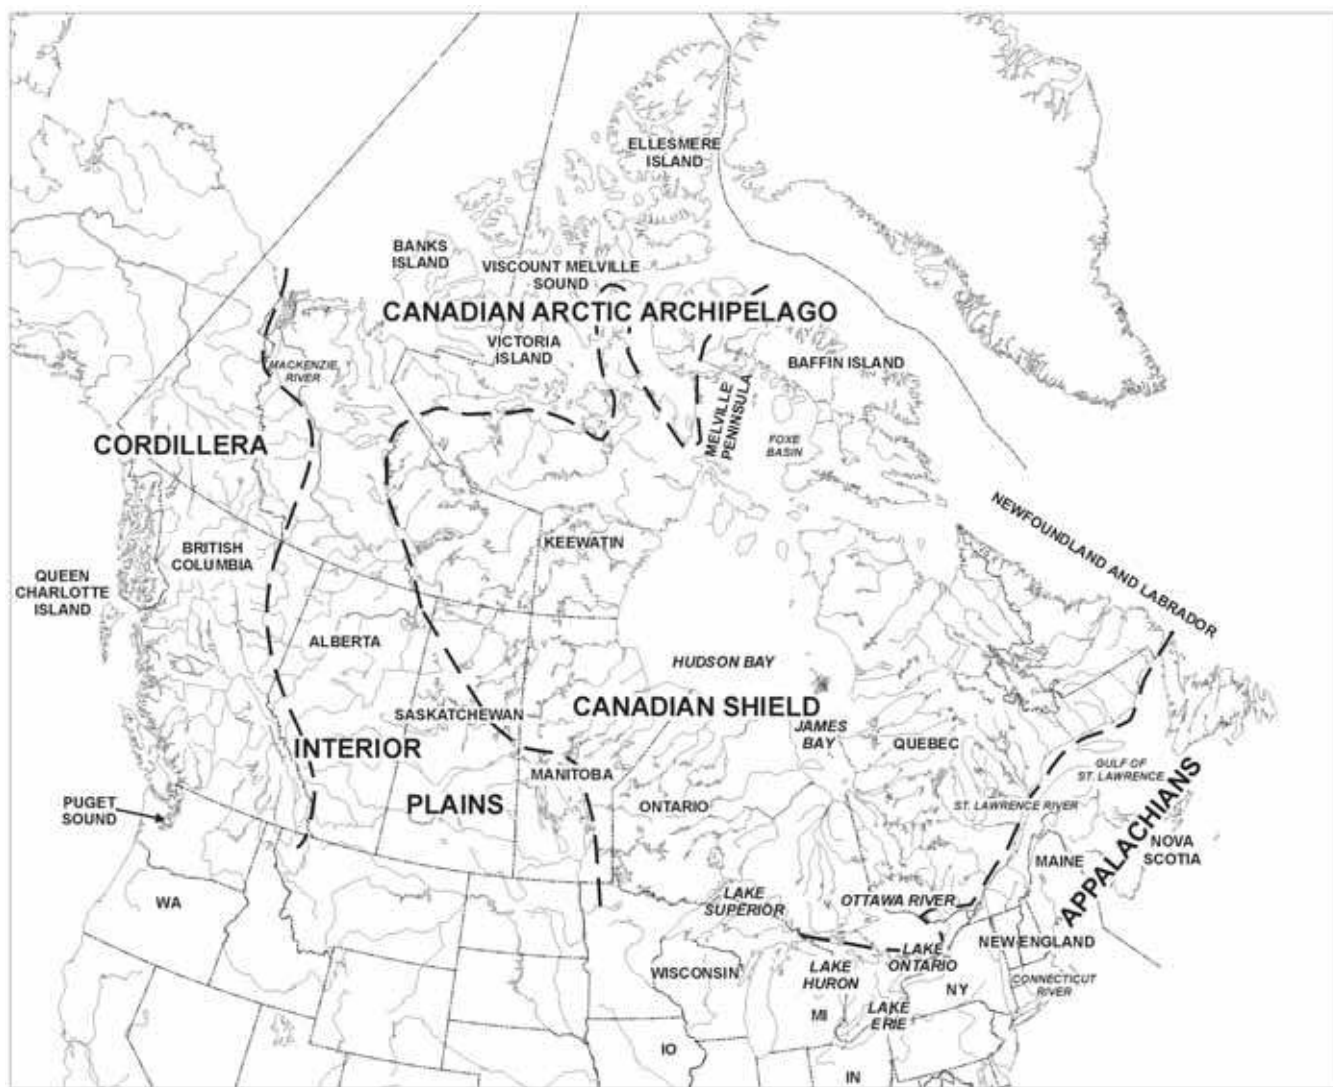 ELLESMERE
ISLAND
BANKS
ISLAND
VISCOUNT MELVILLE
SOUND
CANADIAN ARCTIC ARCHIPELAGO
VICTORIA
ISLAND
BAFFIN ISLAND
MACKENZIE
RIVER
MELVILLE
PENINSULA
CORDILLERA
FOXE
BASIN
NEWFOUNDLAND AND LABRADOR
KEEWATIN
BRITISH
COLUMBIA
QUEEN
CHARLOTTE
ISLAND
ALBERTA
HUDSON BAY
SASKATCHEWAN
CANADIAN SHIELD
JAMES
BAY
QUEBEC
INTERIOR
GULF OF
ST. LAWRENCE
MANITOBA
PLAINS
ONTARIO
ST. LAWRENCE RIVER
PUGET
SOUND
APPALACHIANS
NOVA
SCOTIA
MAINE
WA
LAKE
SUPERIOR
OTTAWA RIVER
NEW ENGLAND
LAKE
ONTARIO
WISCONSIN
LAKE
HURON
NY
CONNECTICUT
RIVER
MI
LAKE
ERIE
IO
IN